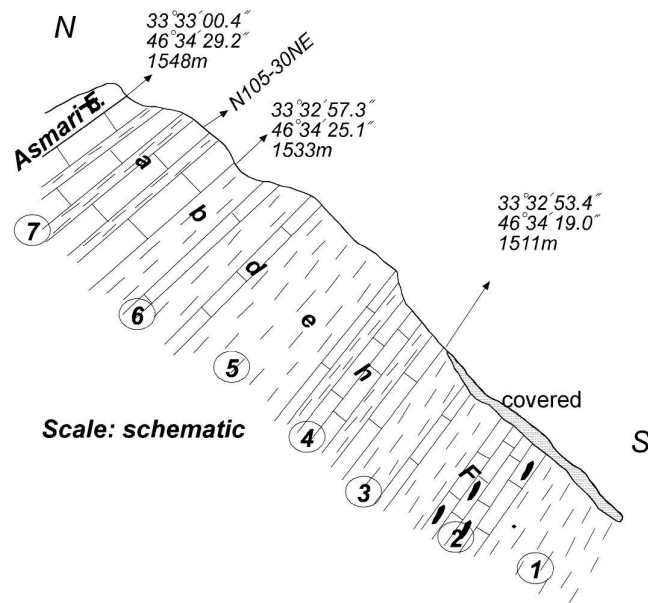 N
33°33′00.4″
46°34′29.2″
1548m
N105-30NE
33°32′57.3″
46°34′25.1″
1533m
33°32′53.4″
46°34′19.0″
1511m
Asmari F.
a
b
d
e
h
F
7
6
5
4
3
2
1
covered
S
Scale: schematic